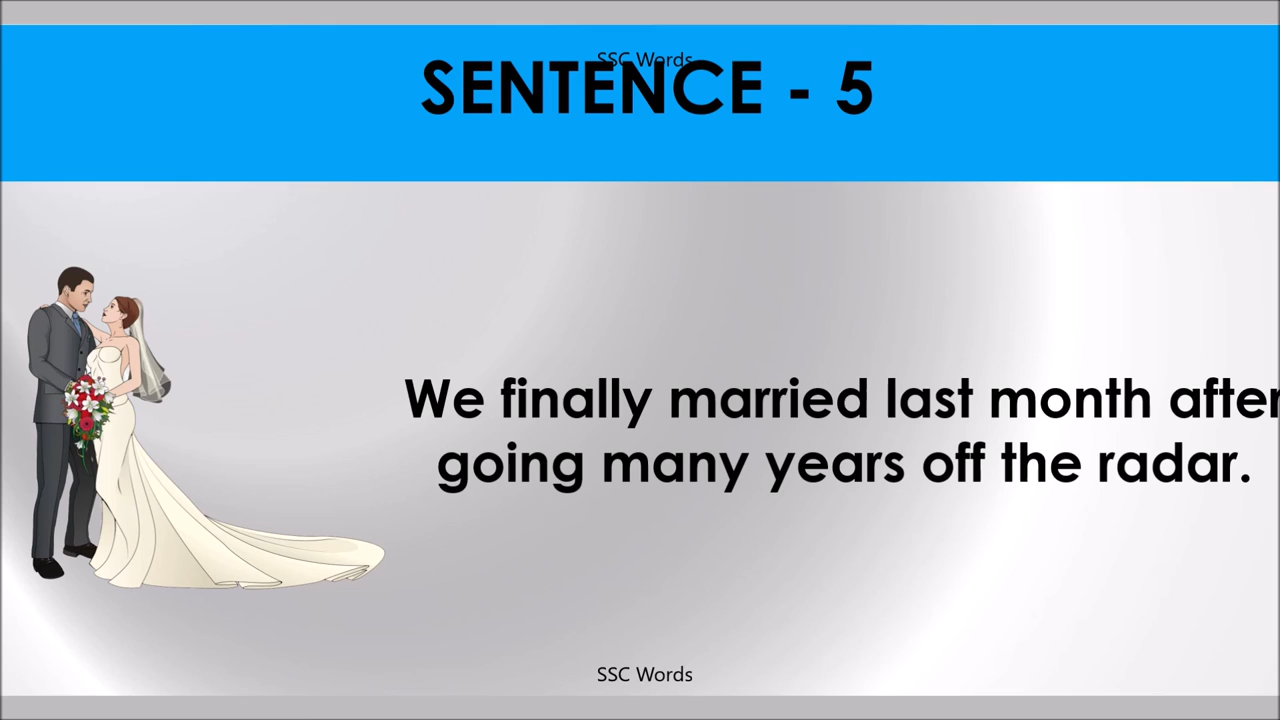 SSC Words
SENTENCE - 5
We finally married last month after
going many years off the radar.
SSC Words